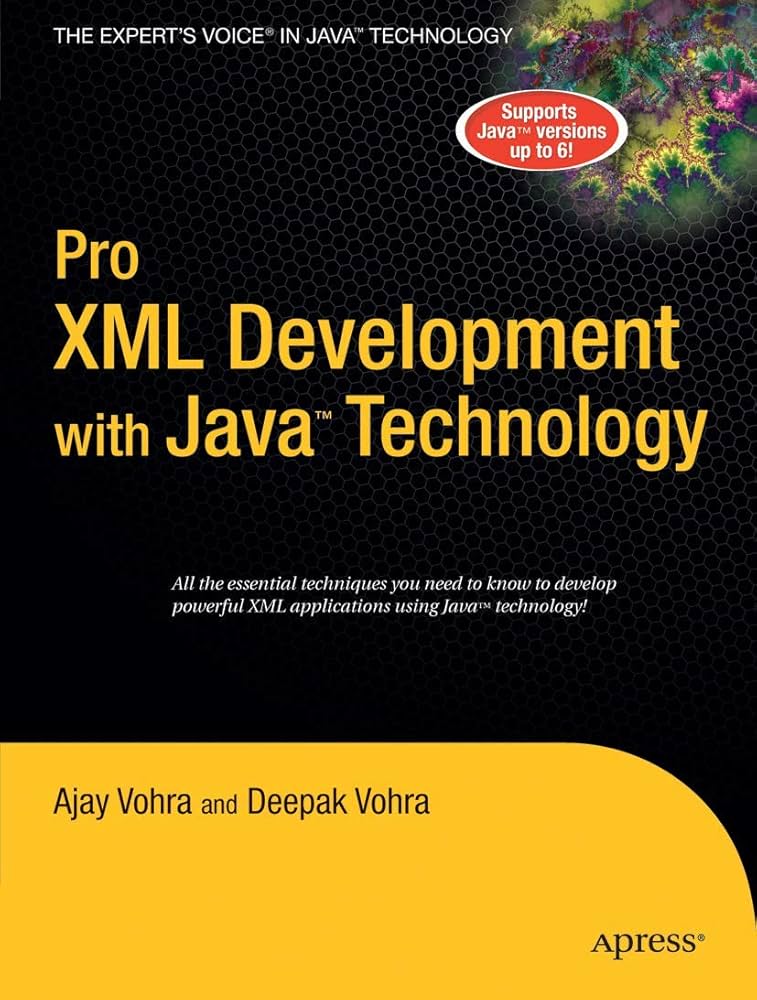 THE EXPERT'S VOICE® IN JAVA™ TECHNOLOGY
Supports
Java™ versions
up to 6!
Pro
XML Development
with Java™ Technology
All the essential techniques you need to know to develop
powerful XML applications using Java™ technology!
Ajay Vohra and Deepak Vohra
Apress®